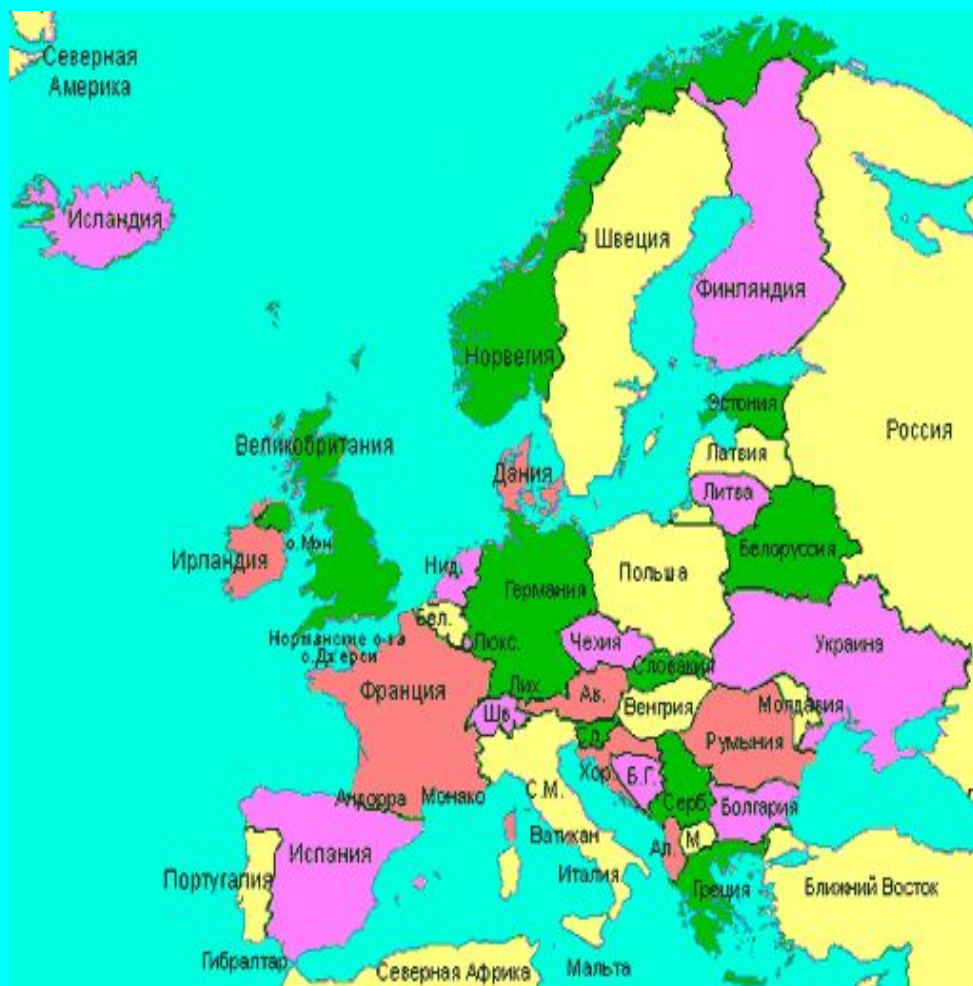 Северная
Америка
Исландия
Швеция
Финляндия
Норвегия
Эстония
Россия
Великобритания
Латвия
Дания
Литва
о.Мэн
Белоруссия
Ирландия
Нид.
Германия
Польша
Бел.
Нормандские о-ва
о.Джерси
Люкс.
Чехия
Украина
Словакия
Франция
Лих.
Ав.
Венгрия
Молдавия
Шв.
Румыния
Хор.
Б.Г.
С.М.
Андорра
Монако
Серб.
Болгария
Ватикан
М.
Испания
Ал.
Италия
Португалия
Греция
Ближний Восток
Гибралтар
Северная Африка
Мальта